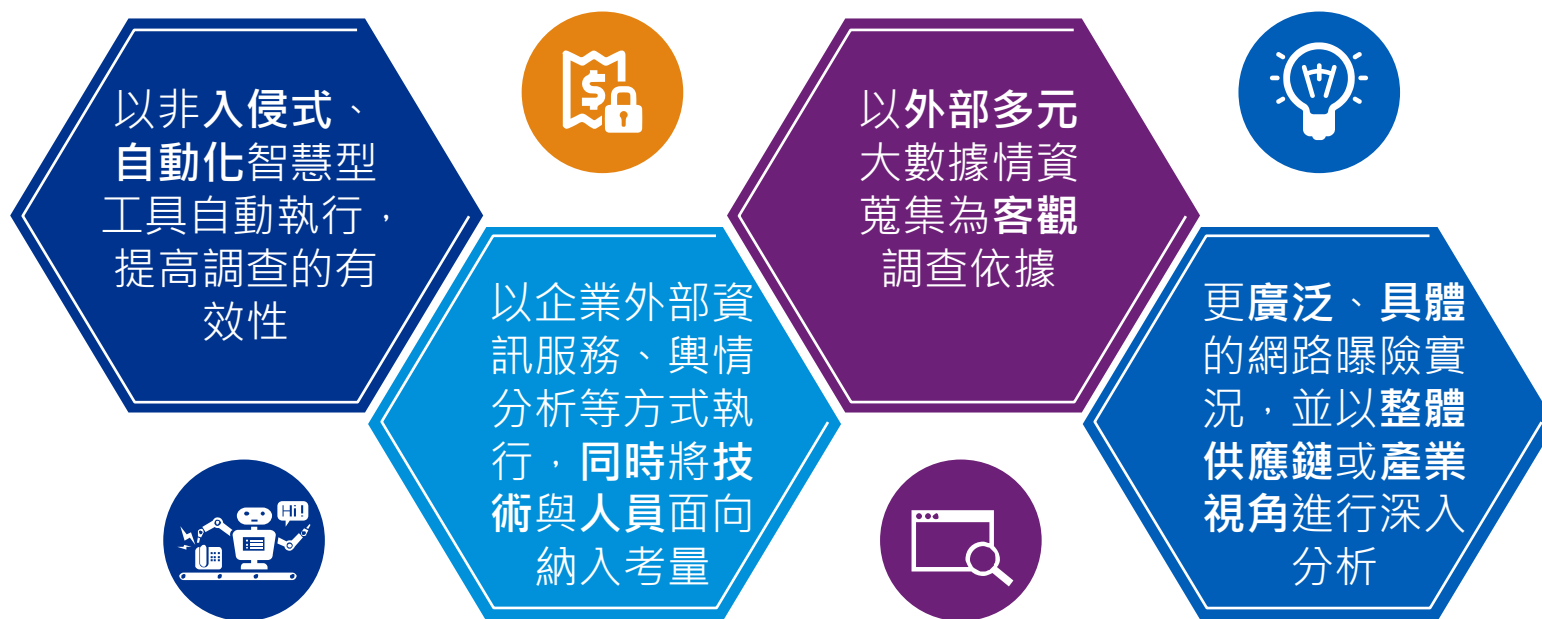 以非入侵式、
自動化智慧型
工具自動執行，
提高調查的有
效性
Hi!
以企業外部資
訊服務、輿情
分析等方式執
行，同時將技
術與人員面向
納入考量
$
以外部多元
大數據情資
蒐集為客觀
調查依據
更廣泛、具體
的網路曝險實
況，並以整體
供應鏈或產業
視角進行深入
分析